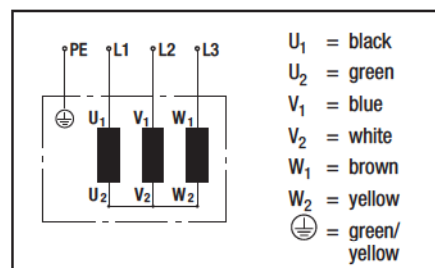 PE L1 L2 L3
U₁ V₁ W₁
U₂ V₂ W₂
U₁ = black
U₂ = green
V₁ = blue
V₂ = white
W₁ = brown
W₂ = yellow
⏚ = green/
yellow